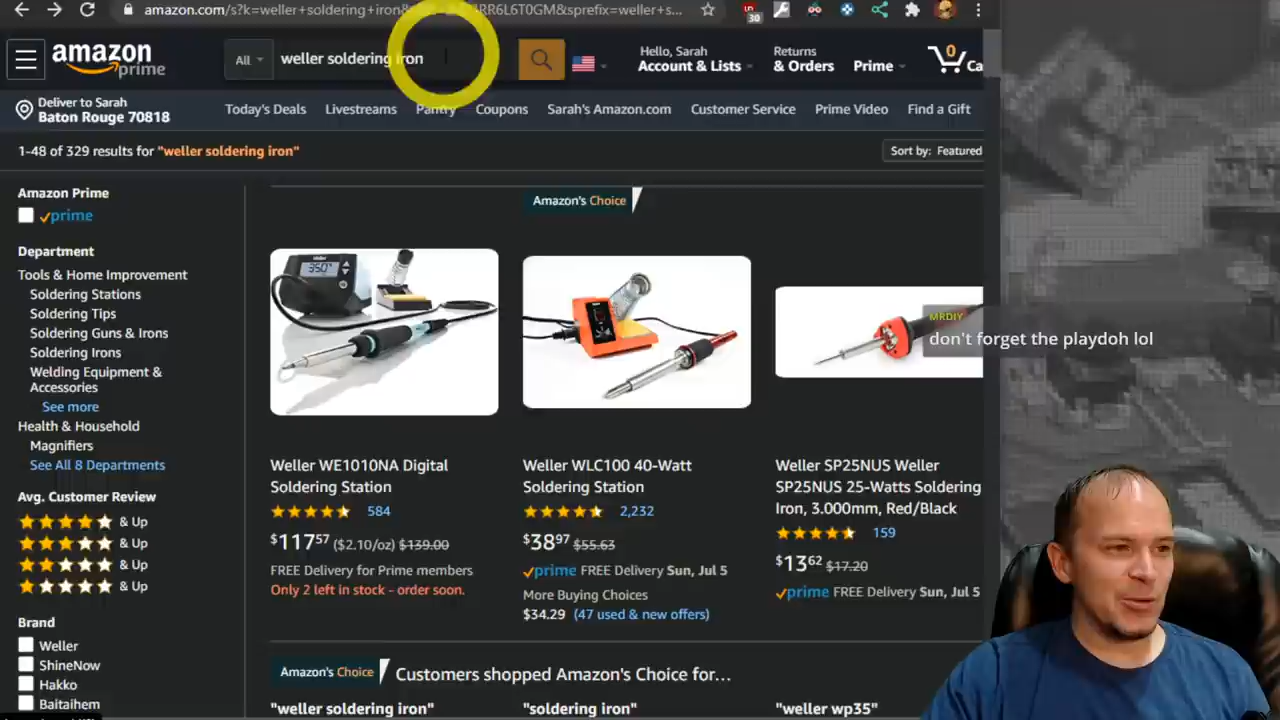 amazon.com/s?k=weller+soldering+iron
RR6L6T0GM&sprefix=weller+s...
30
amazon
prime
All
weller soldering iron
Hello, Sarah
Account & Lists
Returns
& Orders
Prime
0
Ca
Deliver to Sarah
Baton Rouge 70818
Today's Deals
Livestreams
Pantry
Coupons
Sarah's Amazon.com
Customer Service
Prime Video
Find a Gift
1-48 of 329 results for "weller soldering iron"
Sort by: Featured
Amazon Prime
prime
Department
Tools & Home Improvement
Soldering Stations
Soldering Tips
Soldering Guns & Irons
Soldering Irons
Welding Equipment &
Accessories
See more
Health & Household
Magnifiers
See All 8 Departments
Avg. Customer Review
& Up
& Up
& Up
& Up
Brand
Weller
ShineNow
Hakko
Baitaihem
Amazon's Choice
350°
MRDIY
don't forget the playdoh lol
Weller WE1010NA Digital
Soldering Station
584
$117.57 ($2.10/oz) $139.00
FREE Delivery for Prime members
Only 2 left in stock - order soon.
Weller WLC100 40-Watt
Soldering Station
2,232
$38.97 $55.63
prime FREE Delivery Sun, Jul 5
More Buying Choices
$34.29 (47 used & new offers)
Weller SP25NUS Weller
SP25NUS 25-Watts Soldering
Iron, 3.000mm, Red/Black
159
$13.62 $17.20
prime FREE Delivery Sun, Jul 5
Amazon's Choice
Customers shopped Amazon's Choice for…
"weller soldering iron"
"soldering iron"
"weller wp35"